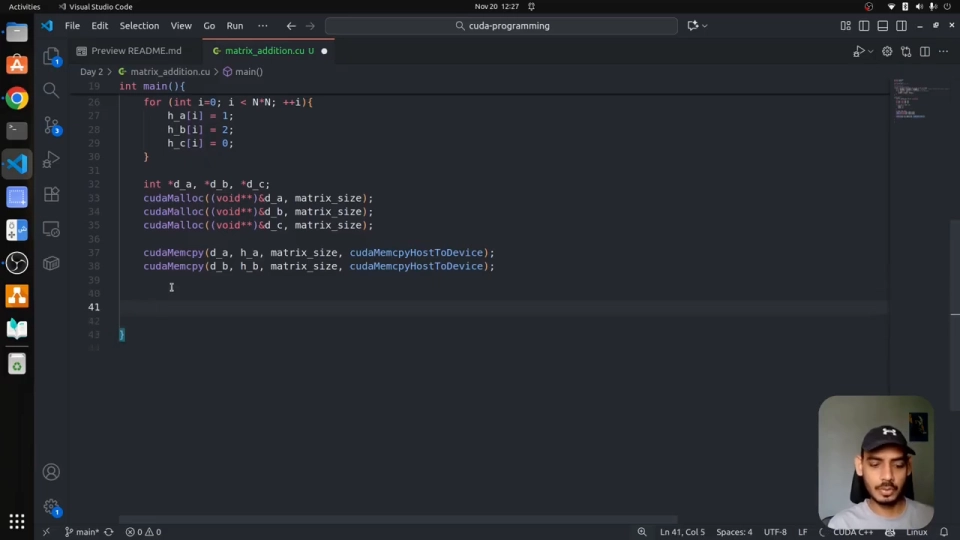 Activities
Visual Studio Code
Nov 20 12:27
File Edit Selection View Go Run ···
cuda-programming
Preview README.md
matrix_addition.cu U
Day 2 > matrix_addition.cu > main()
19 int main(){
26 for (int i=0; i < N*N; ++i){
27 h_a[i] = 1;
28 h_b[i] = 2;
29 h_c[i] = 0;
30 }
31
32 int *d_a, *d_b, *d_c;
33 cudaMalloc((void**)&d_a, matrix_size);
34 cudaMalloc((void**)&d_b, matrix_size);
35 cudaMalloc((void**)&d_c, matrix_size);
36
37 cudaMemcpy(d_a, h_a, matrix_size, cudaMemcpyHostToDevice);
38 cudaMemcpy(d_b, h_b, matrix_size, cudaMemcpyHostToDevice);
39
40
41
42
43 }
44
main* 0 0 Ln 41, Col 5 Spaces: 4 UTF-8 LF CUDA C++ Linux